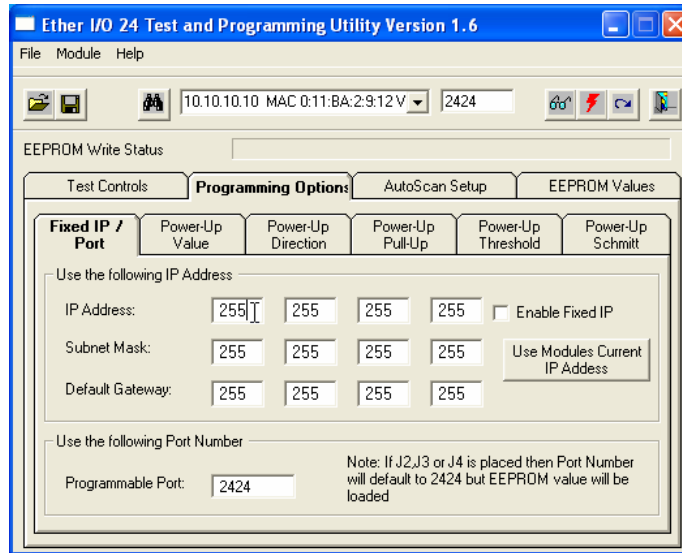 Ether I/O 24 Test and Programming Utility Version 1.6
File Module Help
10.10.10.10 MAC 0:11:BA:2:9:12 V 2424
EEPROM Write Status
Test Controls Programming Options AutoScan Setup EEPROM Values
Fixed IP / Port Power-Up Value Power-Up Direction Power-Up Pull-Up Power-Up Threshold Power-Up Schmitt
Use the following IP Address
IP Address: 255 255 255 255 Enable Fixed IP
Subnet Mask: 255 255 255 255 Use Modules Current IP Addess
Default Gateway: 255 255 255 255
Use the following Port Number
Programmable Port: 2424
Note: If J2,J3 or J4 is placed then Port Number
will default to 2424 but EEPROM value will be
loaded